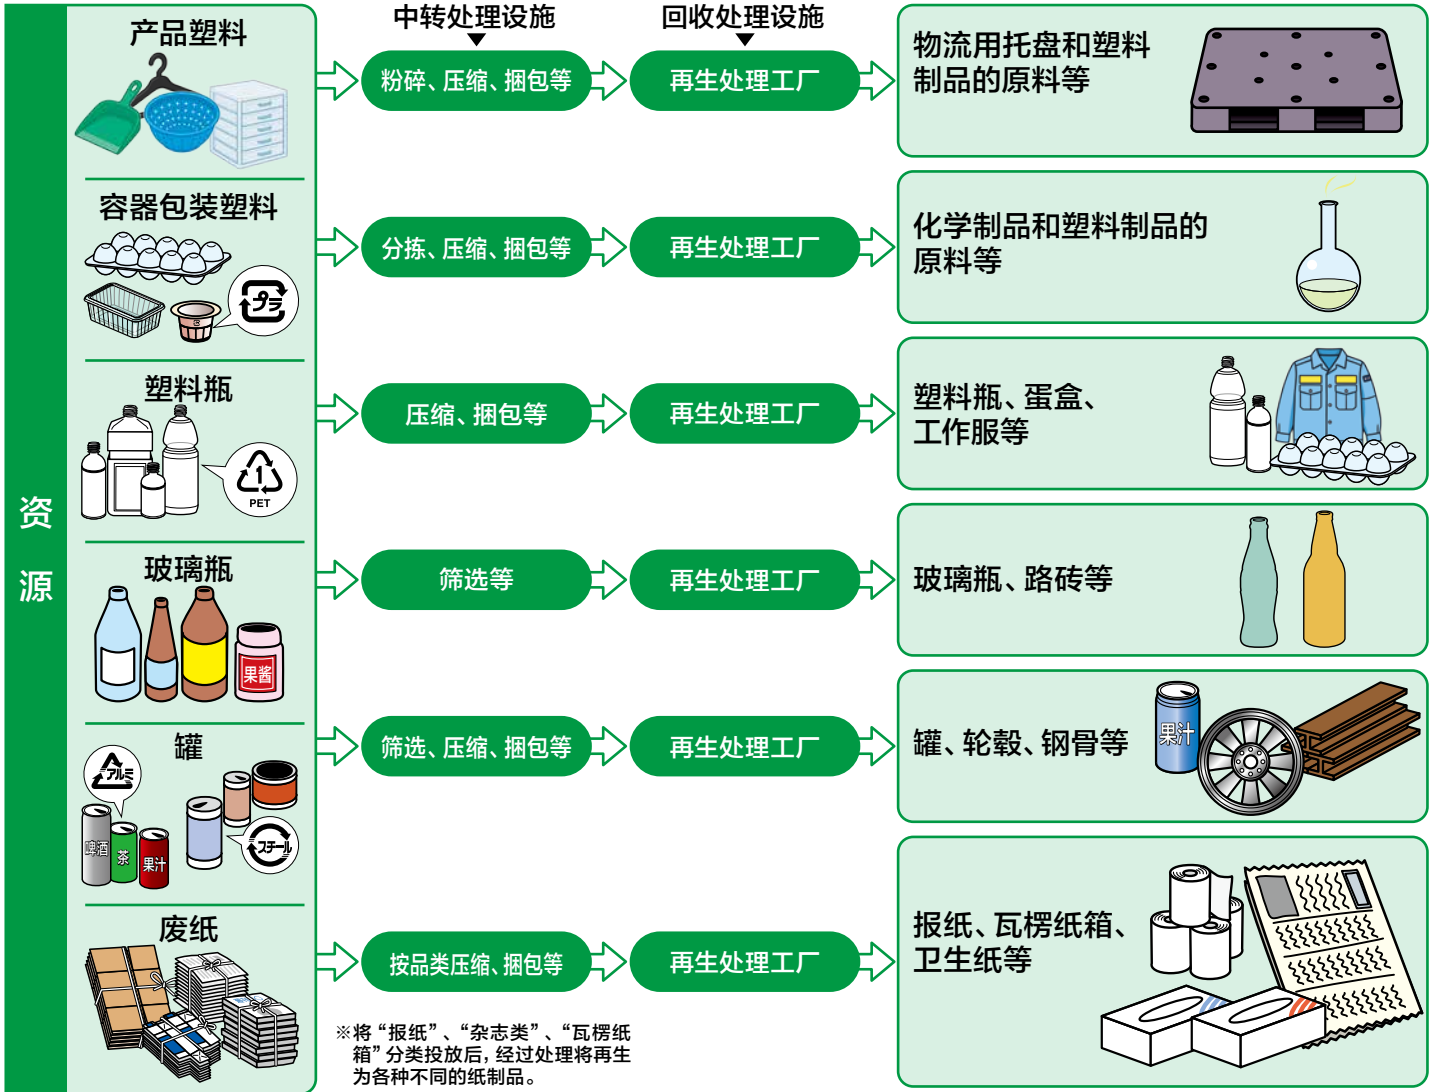 资源
中转处理设施
回收处理设施
产品塑料
粉碎、压缩、捆包等
再生处理工厂
物流用托盘和塑料
制品的原料等
容器包装塑料
プラ
分拣、压缩、捆包等
再生处理工厂
化学制品和塑料制品的
原料等
塑料瓶
1
PET
压缩、捆包等
再生处理工厂
塑料瓶、蛋盒、
工作服等
玻璃瓶
果酱
筛选等
再生处理工厂
玻璃瓶、路砖等
罐
アルミ
啤酒
茶
果汁
スチール
筛选、压缩、捆包等
再生处理工厂
罐、轮毂、钢骨等
果汁
废纸
按品类压缩、捆包等
再生处理工厂
报纸、瓦楞纸箱、
卫生纸等
※将“报纸”、“杂志类”、“瓦楞纸
箱”分类投放后，经过处理将再生
为各种不同的纸制品。